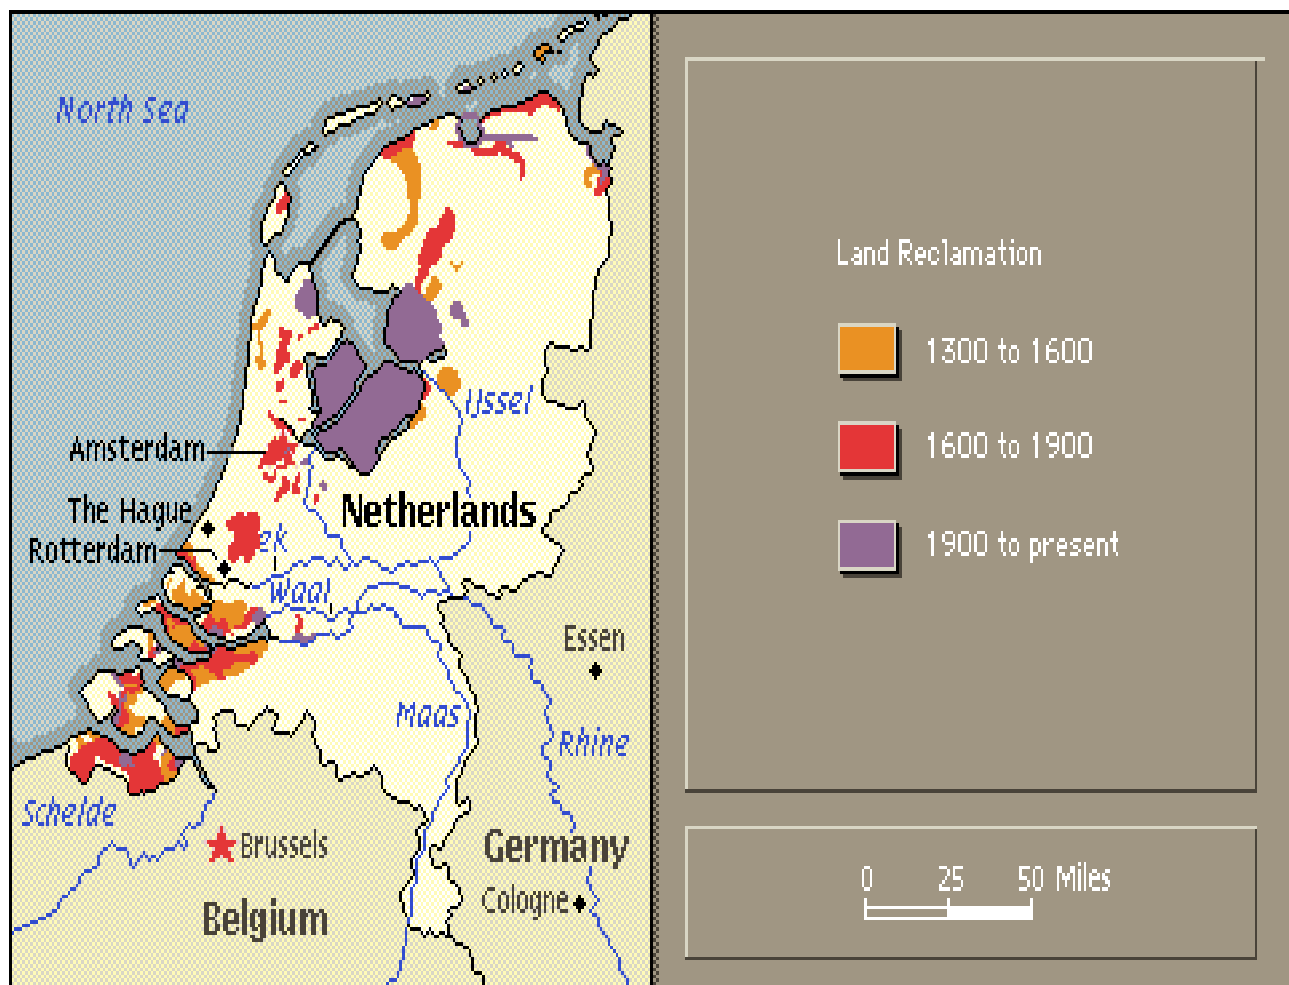 North Sea
Amsterdam
The Hague
Rotterdam
IJssel
Netherlands
ek
Waal
Essen
Maas
Rhine
Schelde
Brussels
Germany
Cologne
Belgium
Land Reclamation
1300 to 1600
1600 to 1900
1900 to present
0 25 50 Miles